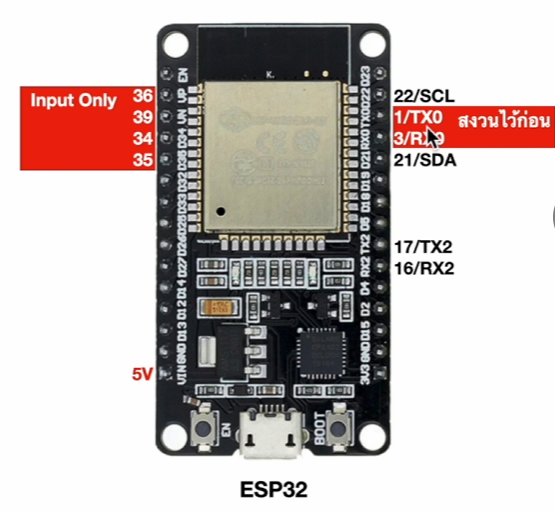 Input Only
36
39
34
35
5V
22/SCL
1/TX0
สงวนไว้ก่อน
21/SDA
17/TX2
16/RX2
EN
UP
VN
D34
D35
D32
D33
D25
D26
D27
D14
D12
D13
GND
VIN
D23
D22
TX0
RX0
D21
D19
D18
D5
TX2
RX2
D4
D2
D15
GND
3V3
EN
BOOT
ESP32